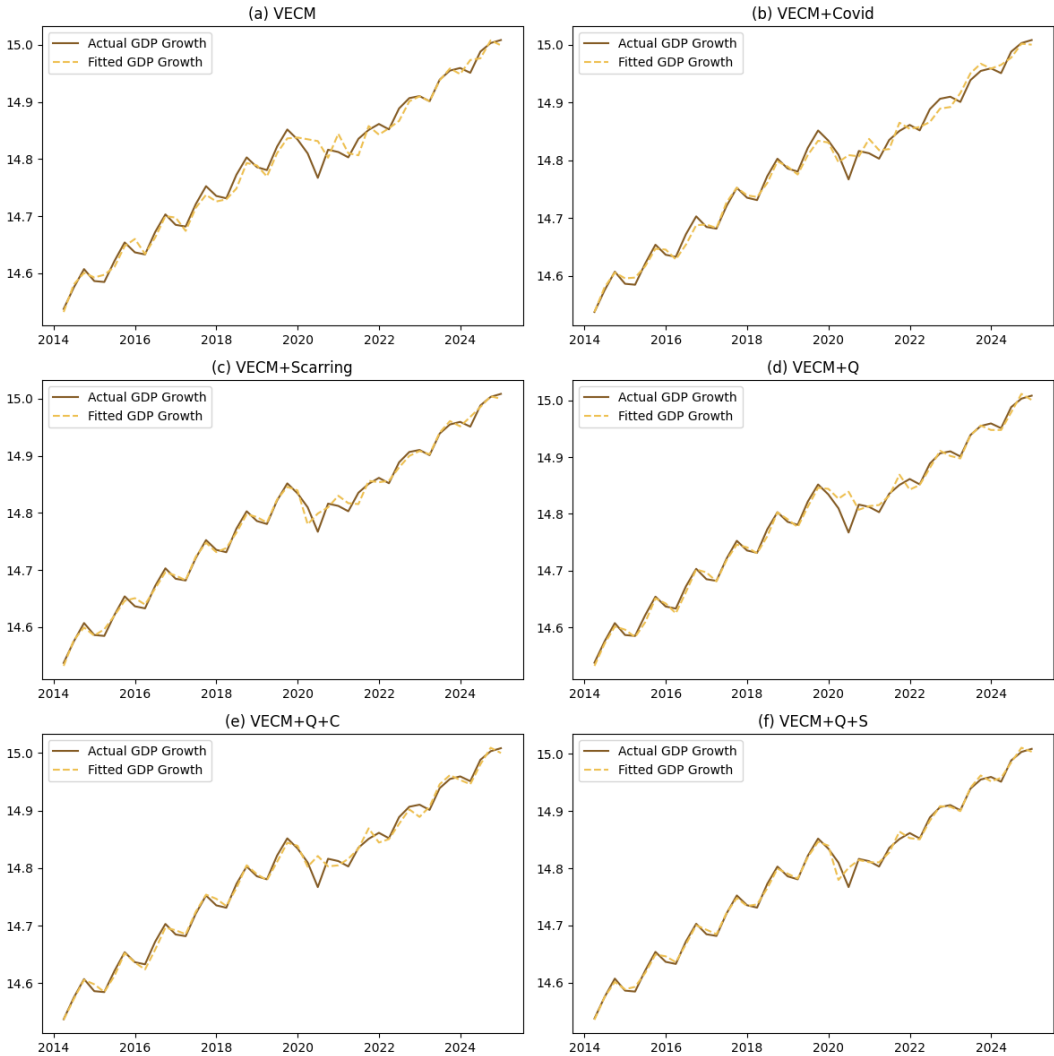 (a) VECM
Actual GDP Growth
Fitted GDP Growth
15.0
14.9
14.8
14.7
14.6
2014 2016 2018 2020 2022 2024
(b) VECM+Covid
Actual GDP Growth
Fitted GDP Growth
15.0
14.9
14.8
14.7
14.6
2014 2016 2018 2020 2022 2024
(c) VECM+Scarring
Actual GDP Growth
Fitted GDP Growth
15.0
14.9
14.8
14.7
14.6
2014 2016 2018 2020 2022 2024
(d) VECM+Q
Actual GDP Growth
Fitted GDP Growth
15.0
14.9
14.8
14.7
14.6
2014 2016 2018 2020 2022 2024
(e) VECM+Q+C
Actual GDP Growth
Fitted GDP Growth
15.0
14.9
14.8
14.7
14.6
2014 2016 2018 2020 2022 2024
(f) VECM+Q+S
Actual GDP Growth
Fitted GDP Growth
15.0
14.9
14.8
14.7
14.6
2014 2016 2018 2020 2022 2024